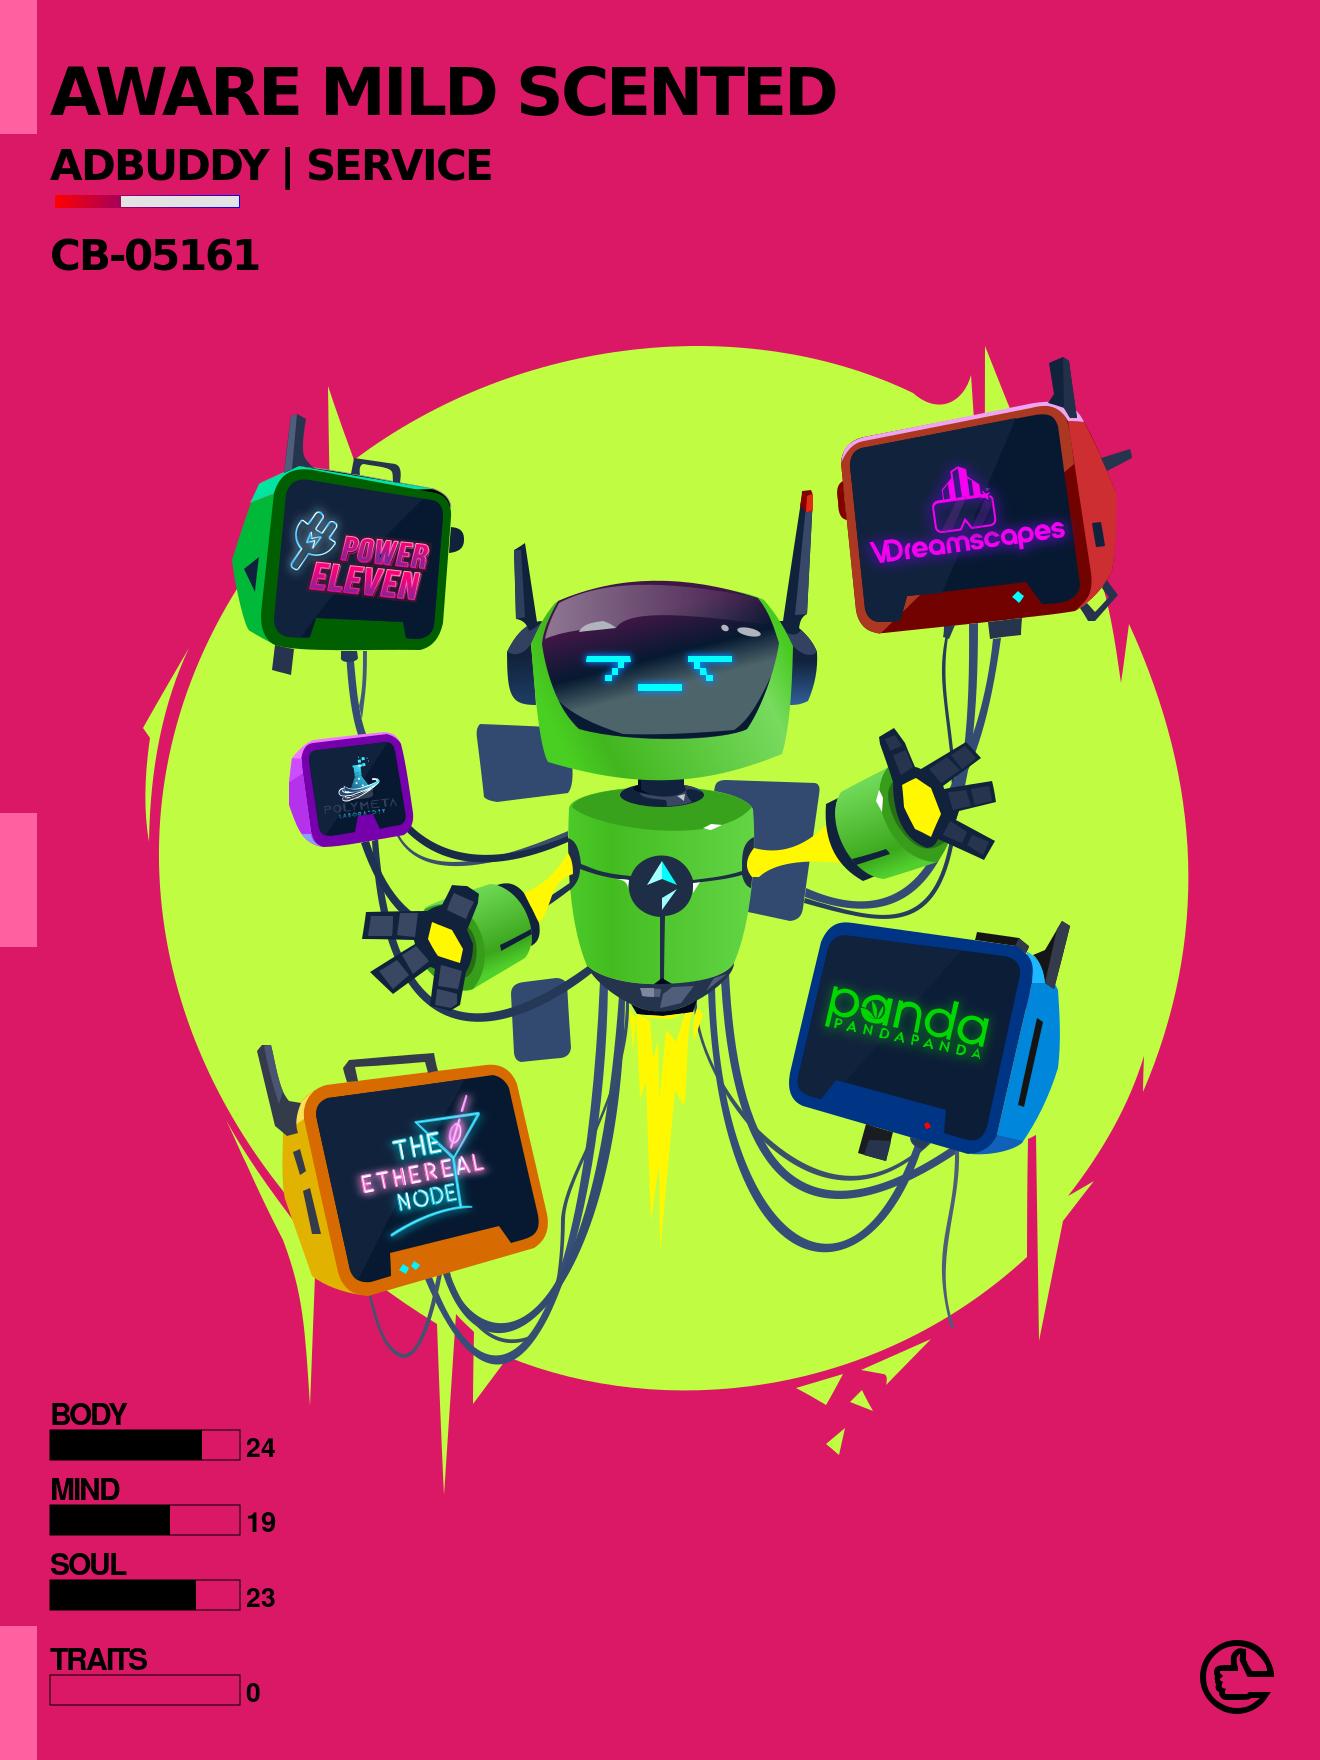 AWARE MILD SCENTED
ADBUDDY | SERVICE
CB-05161
POWER
ELEVEN
VDreamscapes
POLYMETA
LABORATORY
panda
PANDAPANDA
THE
ETHEREAL
NODE
BODY
24
MIND
19
SOUL
23
TRAITS
0